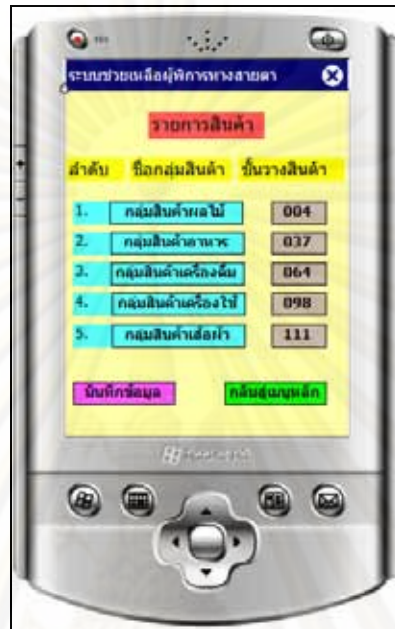 ระบบช่วยเหลือผู้พิการทางสายตา
รายการสินค้า
ลำดับ ชื่อกลุ่มสินค้า ชั้นวางสินค้า
1. กลุ่มสินค้าผลไม้ 004
2. กลุ่มสินค้าอาหาร 037
3. กลุ่มสินค้าเครื่องดื่ม 064
4. กลุ่มสินค้าเครื่องใช้ 098
5. กลุ่มสินค้าเสื้อผ้า 111
บันทึกข้อมูล กลับสู่เมนูหลัก